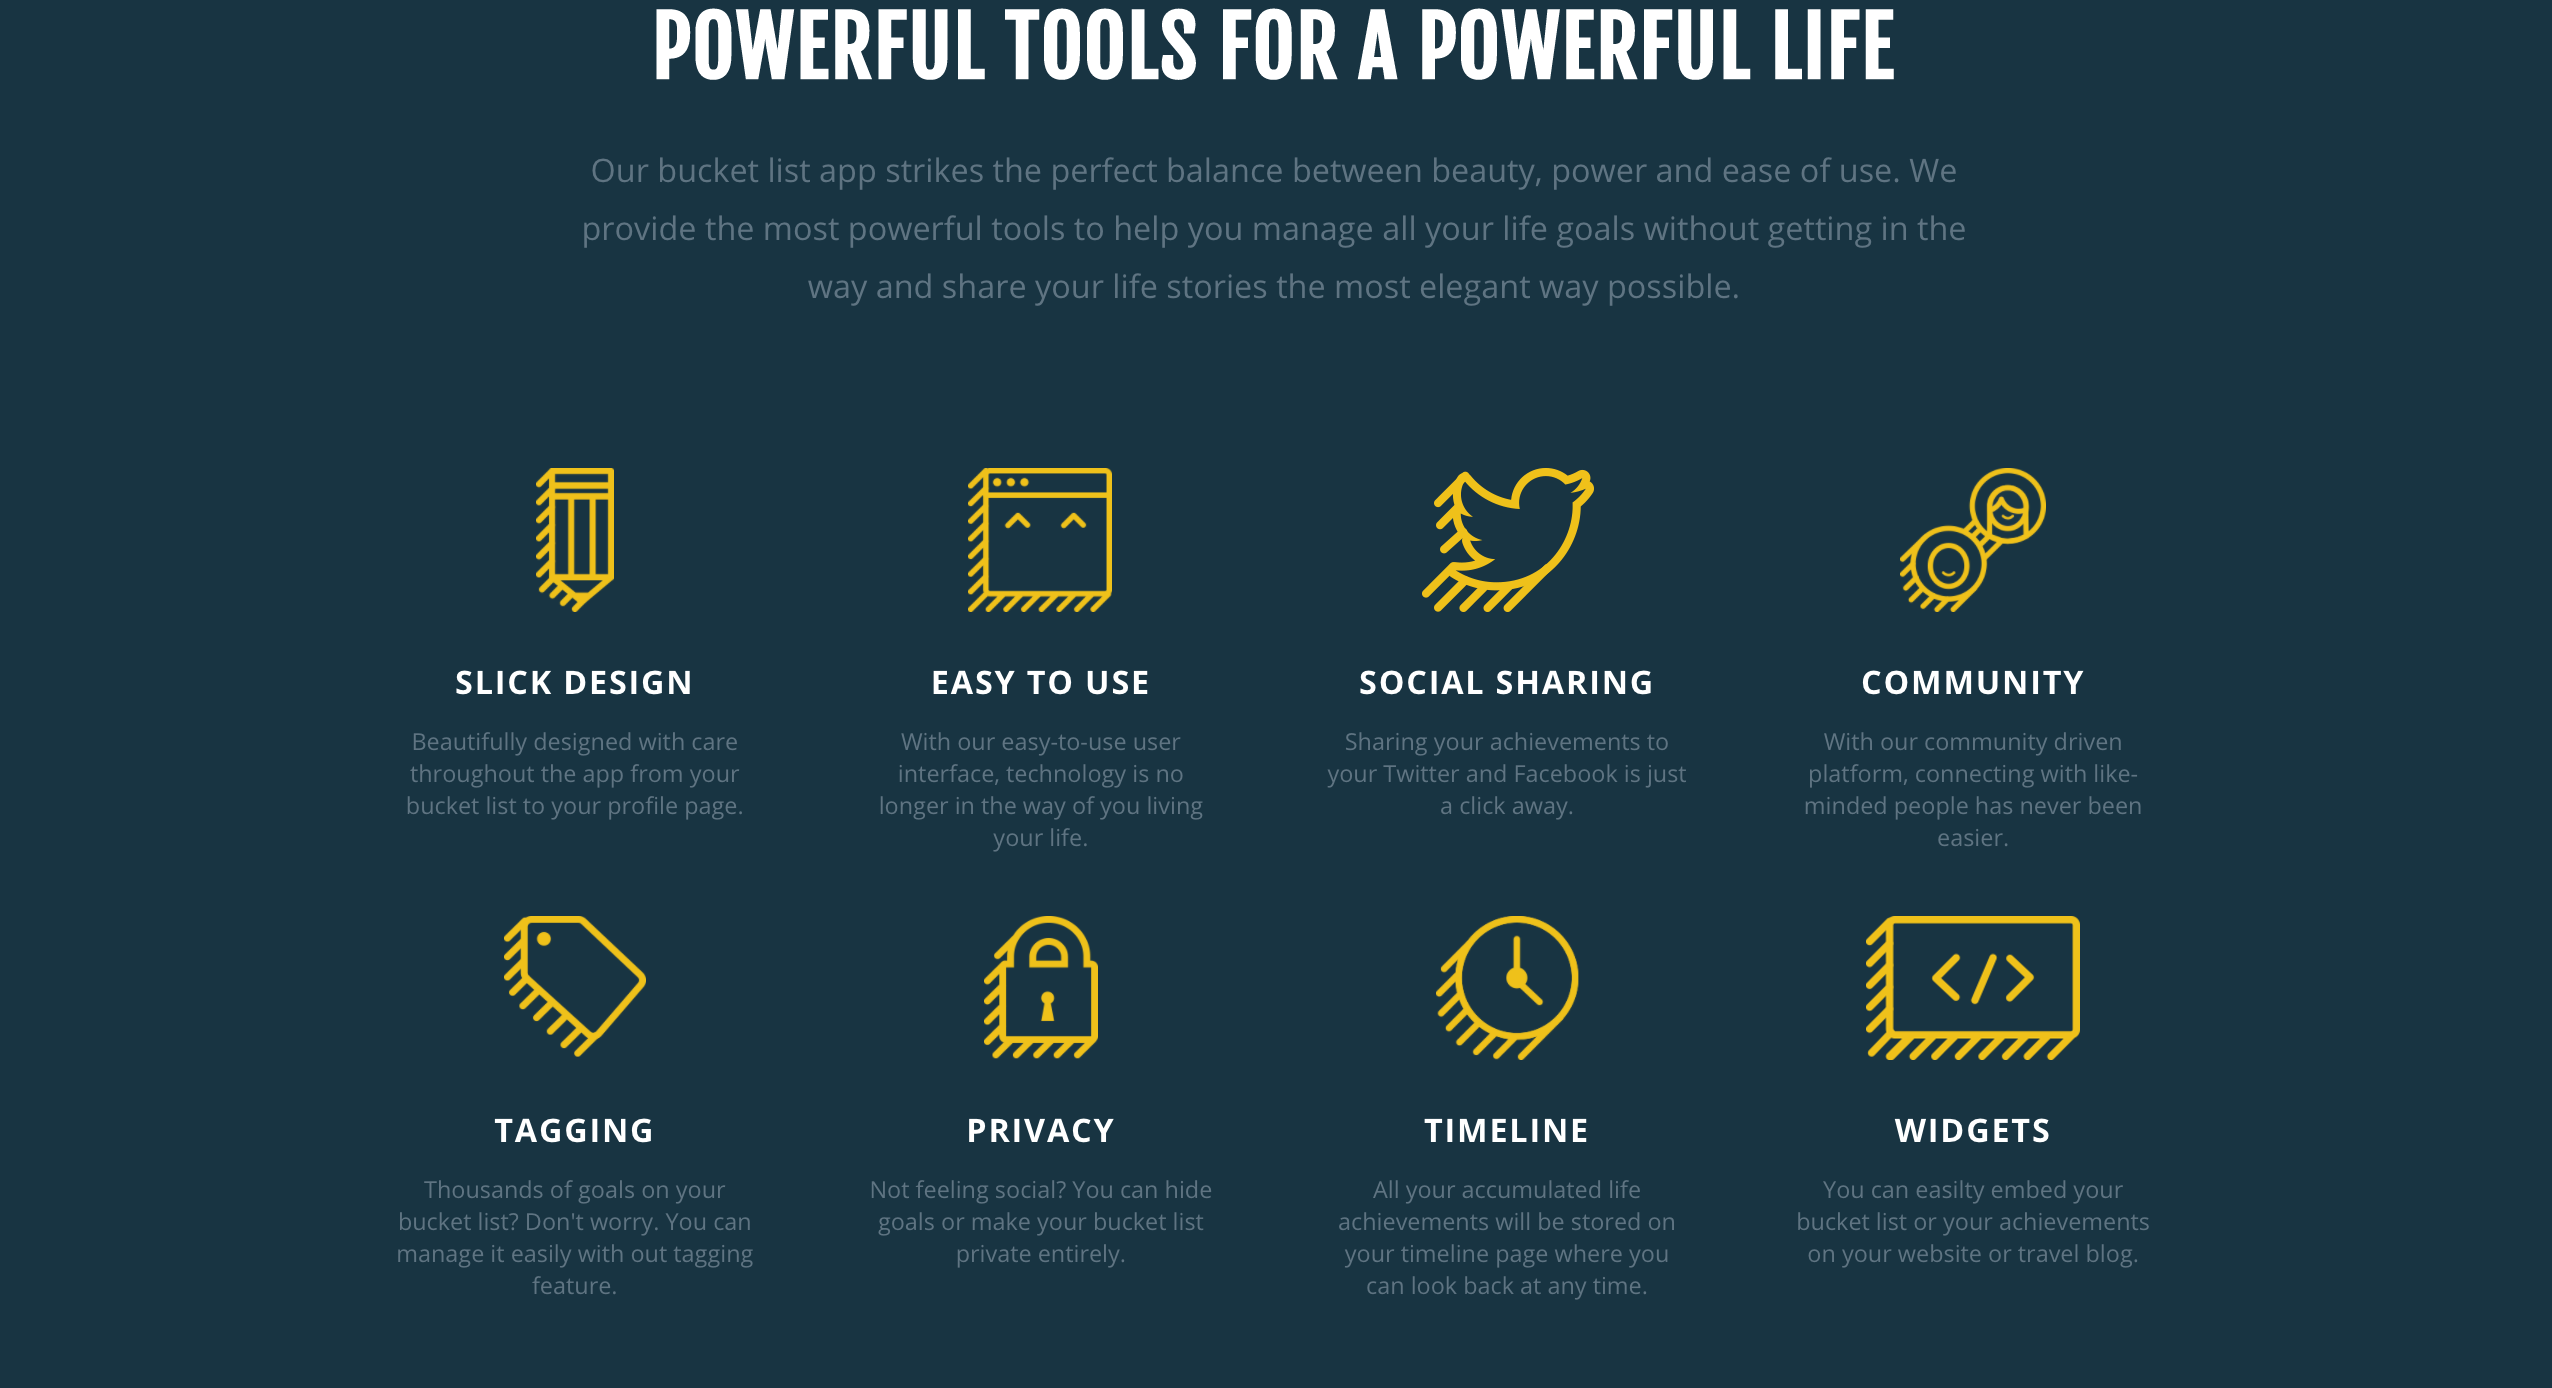 POWERFUL TOOLS FOR A POWERFUL LIFE
Our bucket list app strikes the perfect balance between beauty, power and ease of use. We
provide the most powerful tools to help you manage all your life goals without getting in the
way and share your life stories the most elegant way possible.
SLICK DESIGN
Beautifully designed with care
throughout the app from your
bucket list to your profile page.
EASY TO USE
With our easy-to-use user
interface, technology is no
longer in the way of you living
your life.
SOCIAL SHARING
Sharing your achievements to
your Twitter and Facebook is just
a click away.
COMMUNITY
With our community driven
platform, connecting with like-
minded people has never been
easier.
</>
TAGGING
Thousands of goals on your
bucket list? Don't worry. You can
manage it easily with out tagging
feature.
PRIVACY
Not feeling social? You can hide
goals or make your bucket list
private entirely.
TIMELINE
All your accumulated life
achievements will be stored on
your timeline page where you
can look back at any time.
WIDGETS
You can easilty embed your
bucket list or your achievements
on your website or travel blog.